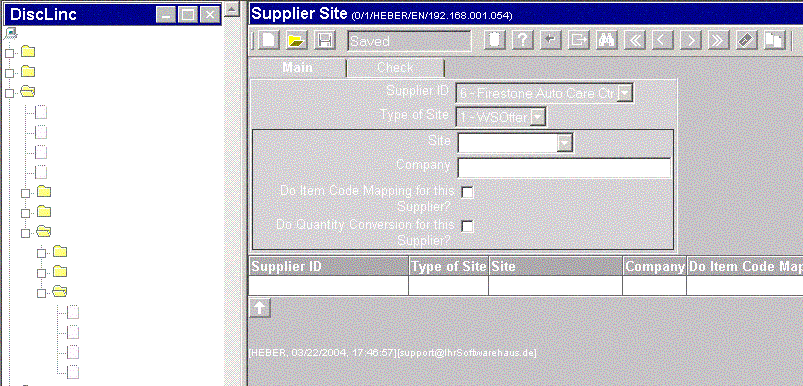 DiscLinc
Supplier Site (0/1/HEBER/EN/192.168.001.054)
Saved
Main
Check
Supplier ID
6 - Firestone Auto Care Ctr
Type of Site
1 - WSOffer
Site
Company
Do Item Code Mapping for this
Supplier?
Do Quantity Conversion for this
Supplier?
Supplier ID Type of Site Site Company Do Item Code Map
[HEBER, 03/22/2004, 17:46:57][support@IhrSoftwarehaus.de]